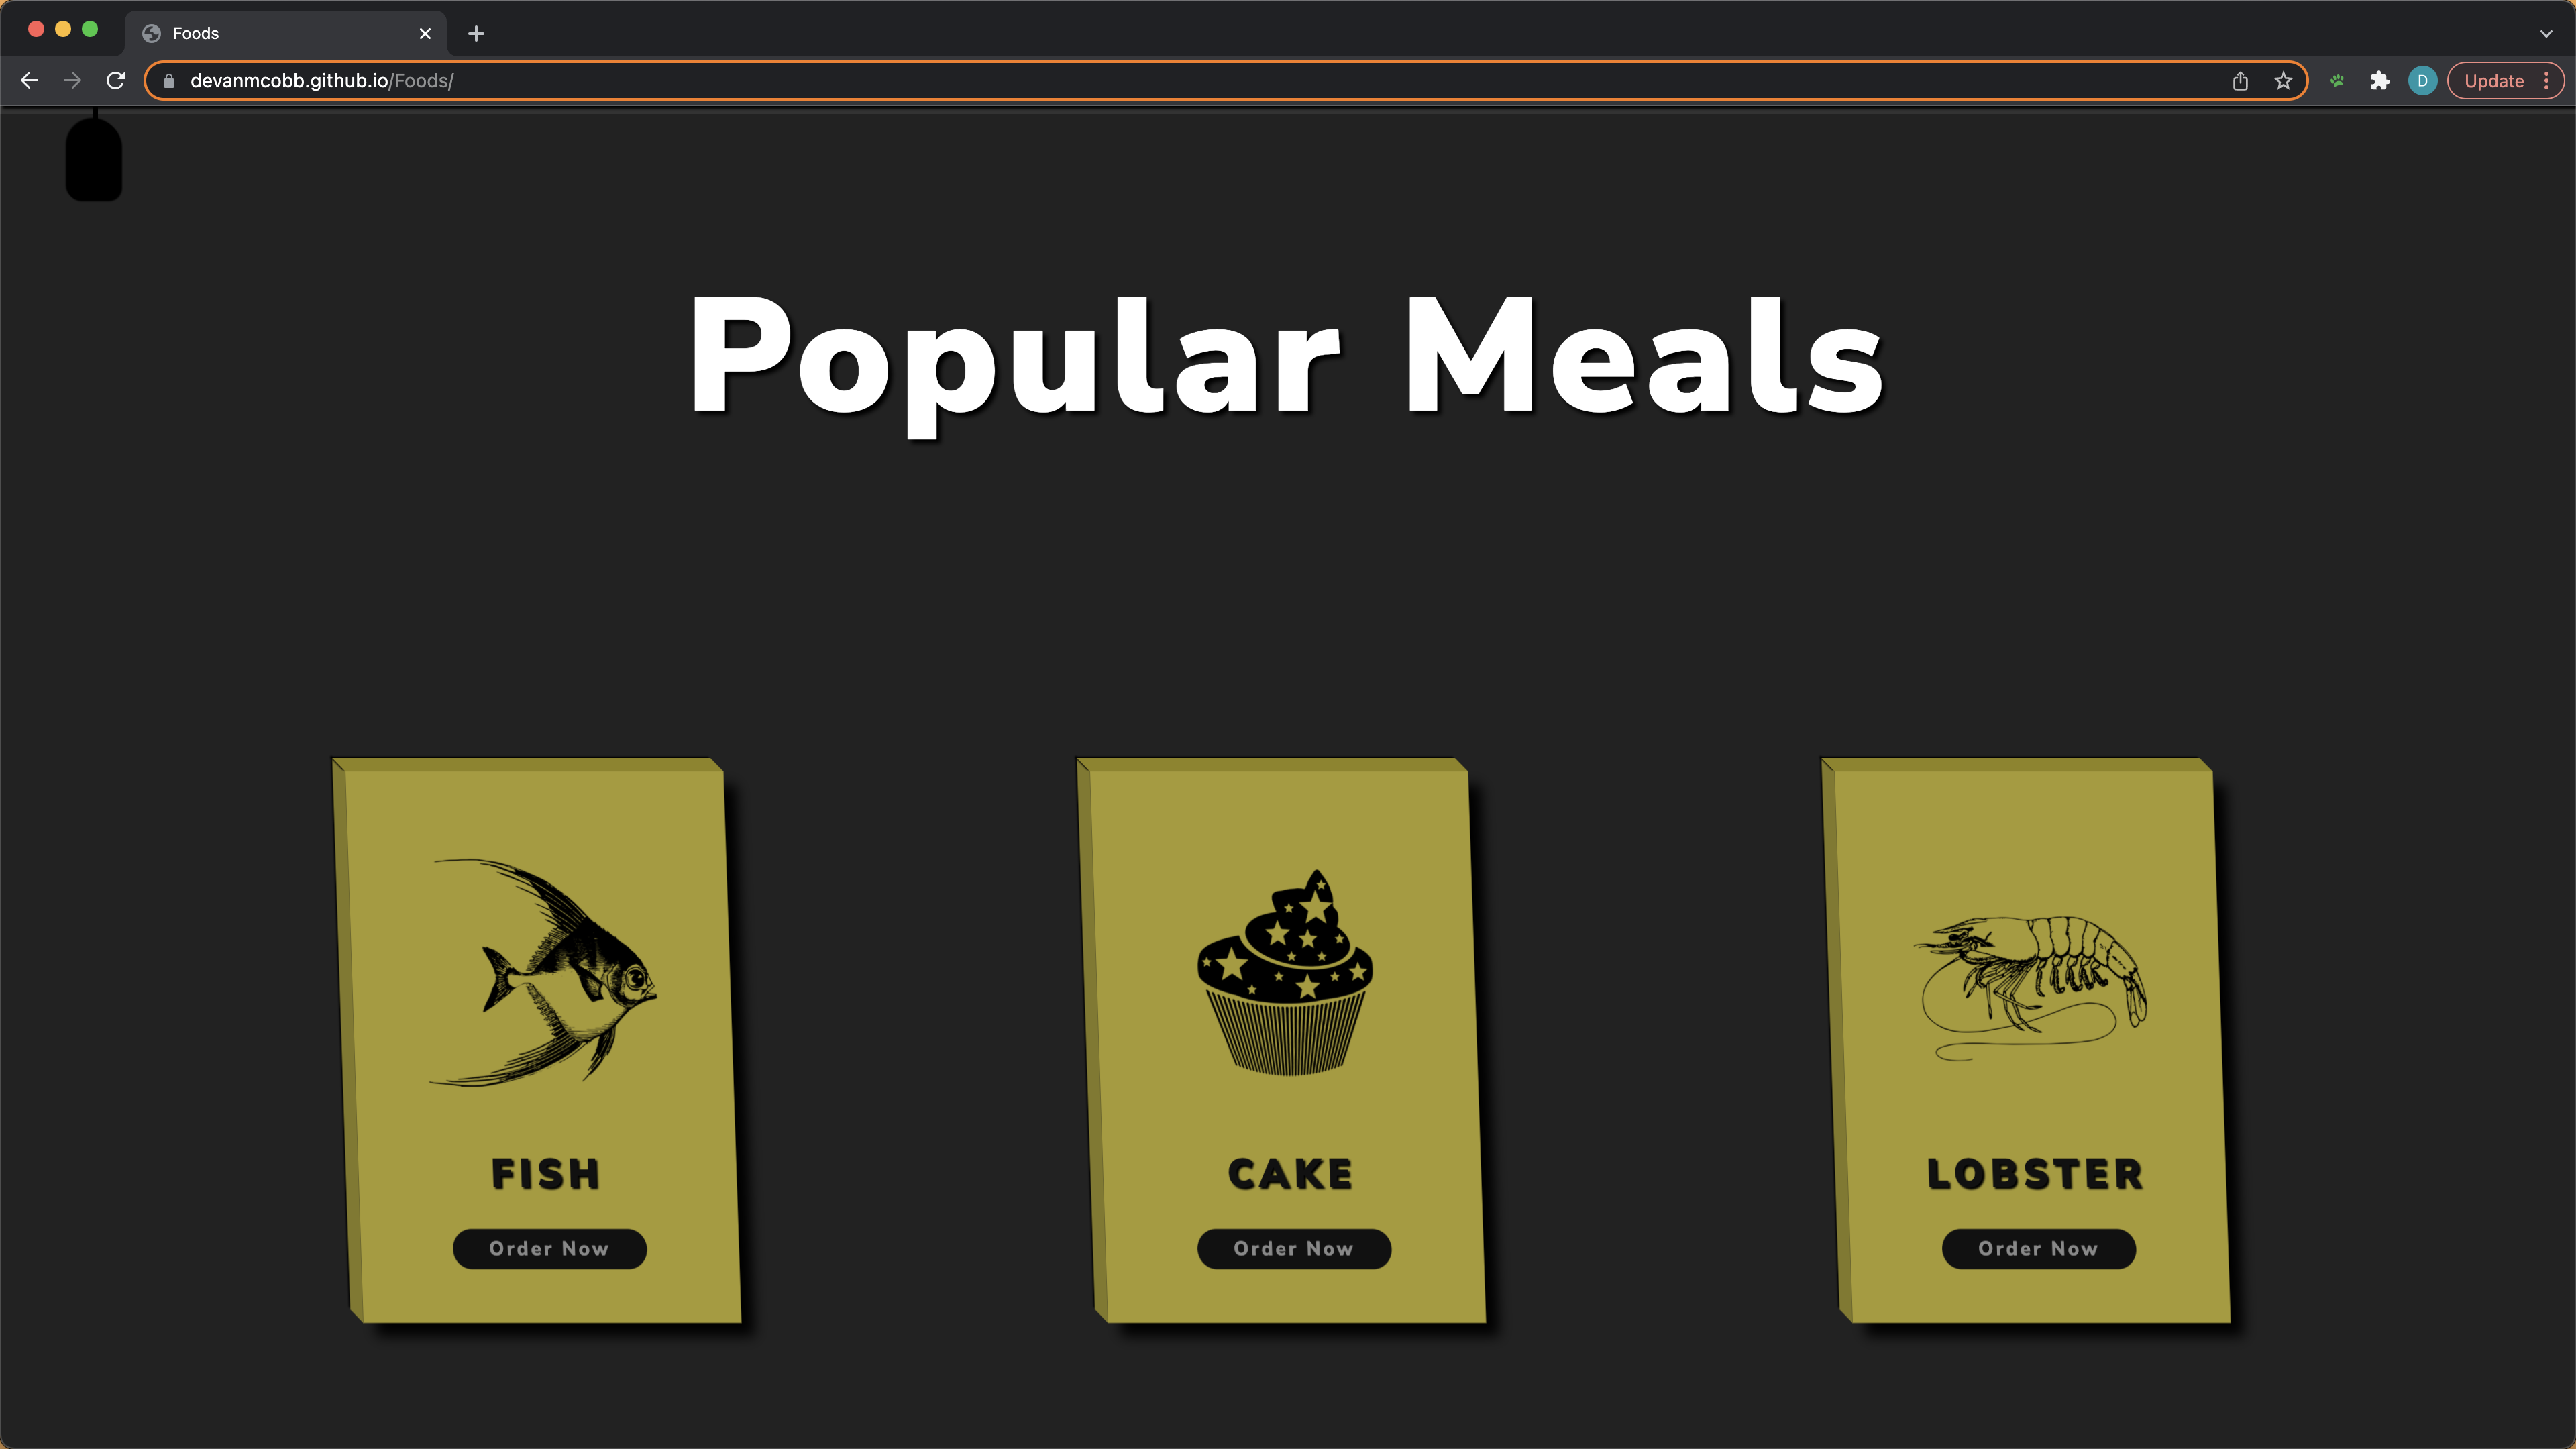 Foods
devanmcobb.github.io/Foods/
D
Update
Popular Meals
FISH
Order Now
CAKE
Order Now
LOBSTER
Order Now